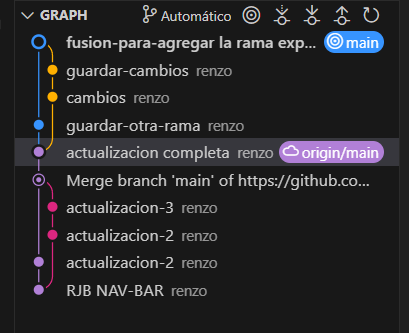 GRAPH Automático
fusion-para-agregar la rama exp... main
guardar-cambios renzo
cambios renzo
guardar-otra-rama renzo
actualizacion completa renzo origin/main
Merge branch 'main' of https://github.co...
actualizacion-3 renzo
actualizacion-2 renzo
actualizacion-2 renzo
RJB NAV-BAR renzo